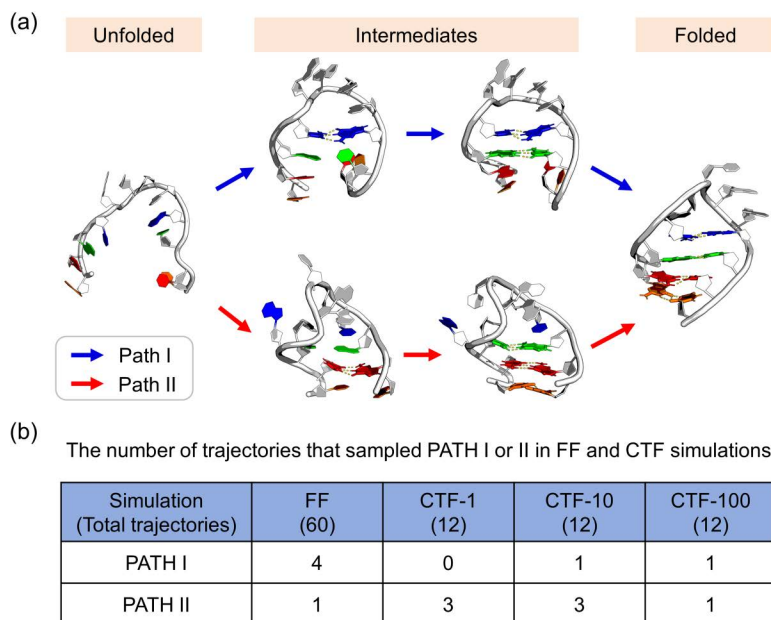 (a)
Unfolded
Intermediates
Folded
Path I
Path II
(b)
The number of trajectories that sampled PATH I or II in FF and CTF simulations
Simulation (Total trajectories) FF (60) CTF-1 (12) CTF-10 (12) CTF-100 (12)
PATH I 4 0 1 1
PATH II 1 3 3 1